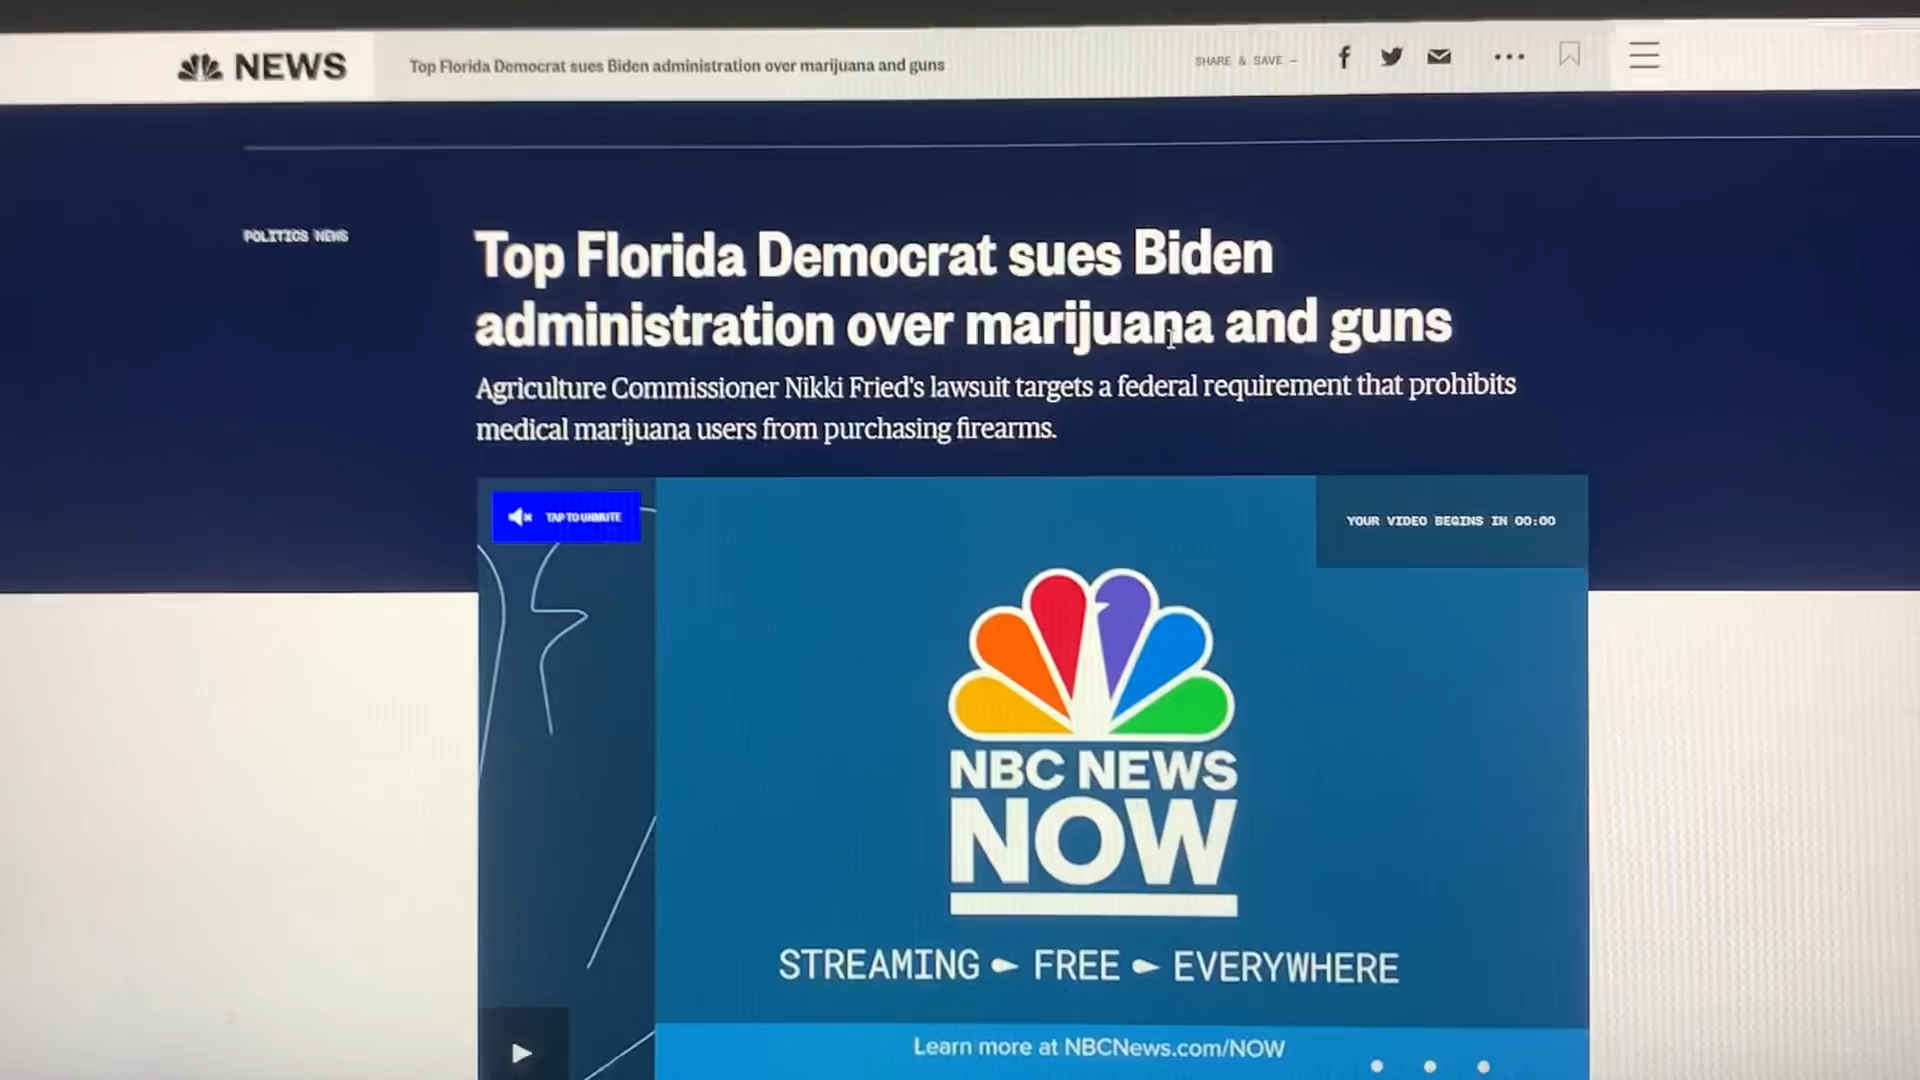 NEWS
Top Florida Democrat sues Biden administration over marijuana and guns
SHARE & SAVE —
POLITICS NEWS
Top Florida Democrat sues Biden
administration over marijuana and guns
Agriculture Commissioner Nikki Fried's lawsuit targets a federal requirement that prohibits
medical marijuana users from purchasing firearms.
TAP TO UNMUTE
YOUR VIDEO BEGINS IN 00:00
NBC NEWS
NOW
STREAMING FREE EVERYWHERE
Learn more at NBCNews.com/NOW